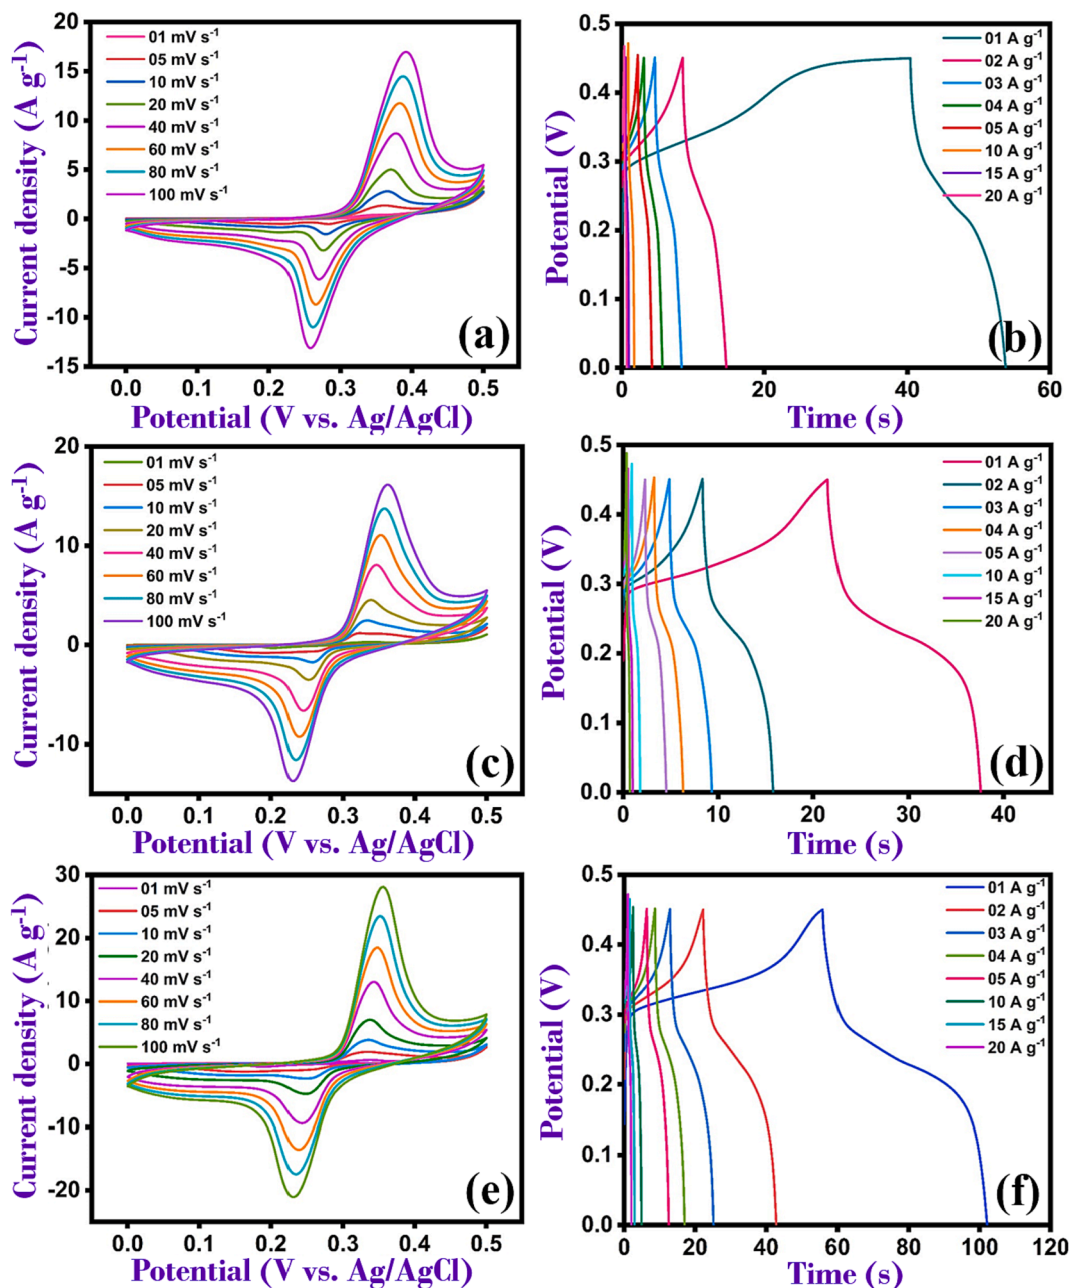 20
15
10
5
0
-5
-10
-15
Current density (A g-1)
01 mV s-1
05 mV s-1
10 mV s-1
20 mV s-1
40 mV s-1
60 mV s-1
80 mV s-1
100 mV s-1
(a)
0.0 0.1 0.2 0.3 0.4 0.5
Potential (V vs. Ag/AgCl)
0.5
0.4
0.3
0.2
0.1
0.0
Potential (V)
01 A g-1
02 A g-1
03 A g-1
04 A g-1
05 A g-1
10 A g-1
15 A g-1
20 A g-1
(b)
0 20 40 60
Time (s)
20
10
0
-10
Current density (A g-1)
01 mV s-1
05 mV s-1
10 mV s-1
20 mV s-1
40 mV s-1
60 mV s-1
80 mV s-1
100 mV s-1
(c)
0.0 0.1 0.2 0.3 0.4 0.5
Potential (V vs. Ag/AgCl)
0.5
0.4
0.3
0.2
0.1
0.0
Potential (V)
01 A g-1
02 A g-1
03 A g-1
04 A g-1
05 A g-1
10 A g-1
15 A g-1
20 A g-1
(d)
0 10 20 30 40
Time (s)
30
20
10
0
-10
-20
Current density (A g-1)
01 mV s-1
05 mV s-1
10 mV s-1
20 mV s-1
40 mV s-1
60 mV s-1
80 mV s-1
100 mV s-1
(e)
0.0 0.1 0.2 0.3 0.4 0.5
Potential (V vs. Ag/AgCl)
0.5
0.4
0.3
0.2
0.1
0.0
Potential (V)
01 A g-1
02 A g-1
03 A g-1
04 A g-1
05 A g-1
10 A g-1
15 A g-1
20 A g-1
(f)
0 20 40 60 80 100 120
Time (s)